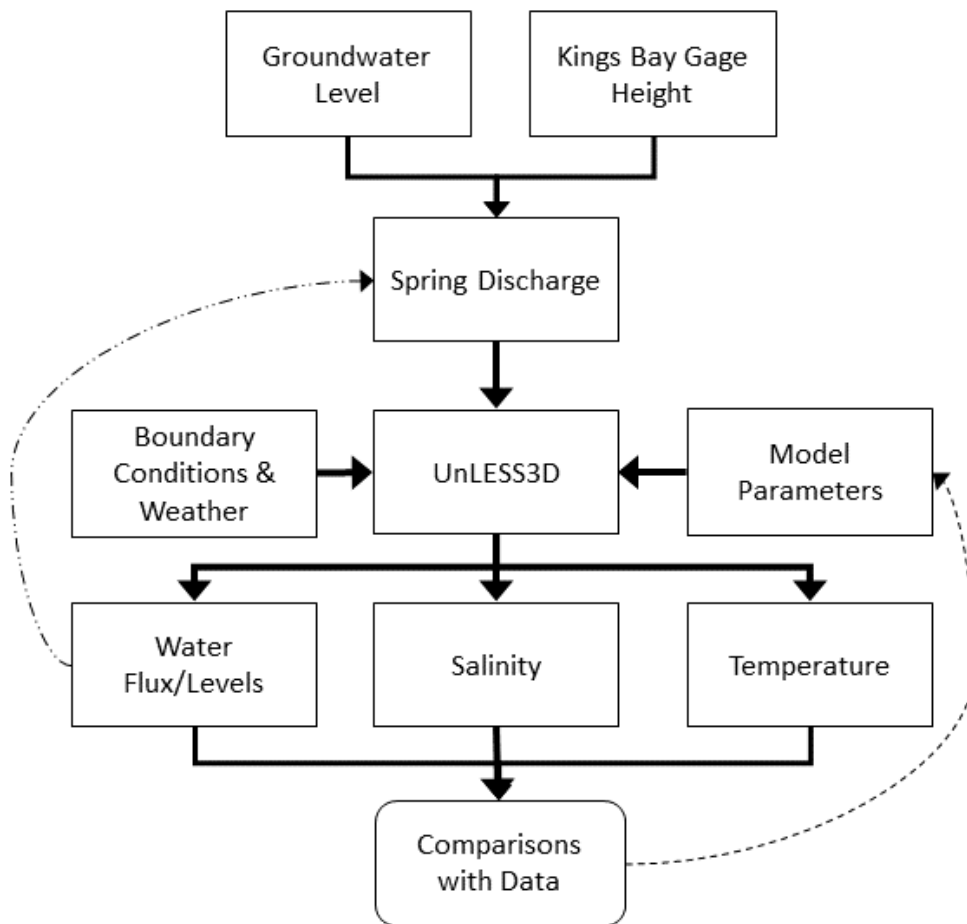 Groundwater
Level
Kings Bay Gage
Height
Spring Discharge
Boundary
Conditions &
Weather
UnLESS3D
Model
Parameters
Water
Flux/Levels
Salinity
Temperature
Comparisons
with Data